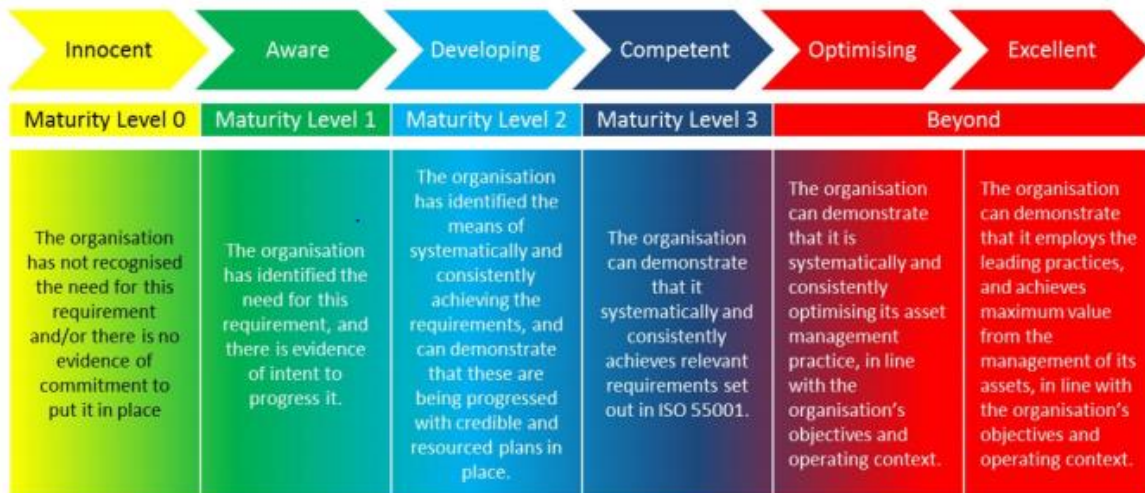 Innocent
Aware
Developing
Competent
Optimising
Excellent
Maturity Level 0
Maturity Level 1
Maturity Level 2
Maturity Level 3
Beyond
The organisation
has not recognised
the need for this
requirement
and/or there is no
evidence of
commitment to
put it in place
The organisation
has identified the
need for this
requirement, and
there is evidence
of intent to
progress it.
The organisation
has identified the
means of
systematically and
consistently
achieving the
requirements, and
can demonstrate
that these are
being progressed
with credible and
resourced plans in
place.
The organisation
can demonstrate
that it
systematically and
consistently
achieves relevant
requirements set
out in ISO 55001.
The organisation
can demonstrate
that it is
systematically and
consistently
optimising its asset
management
practice, in line
with the
organisation's
objectives and
operating context.
The organisation
can demonstrate
that it employs the
leading practices,
and achieves
maximum value
from the
management of its
assets, in line with
the organisation's
objectives and
operating context.